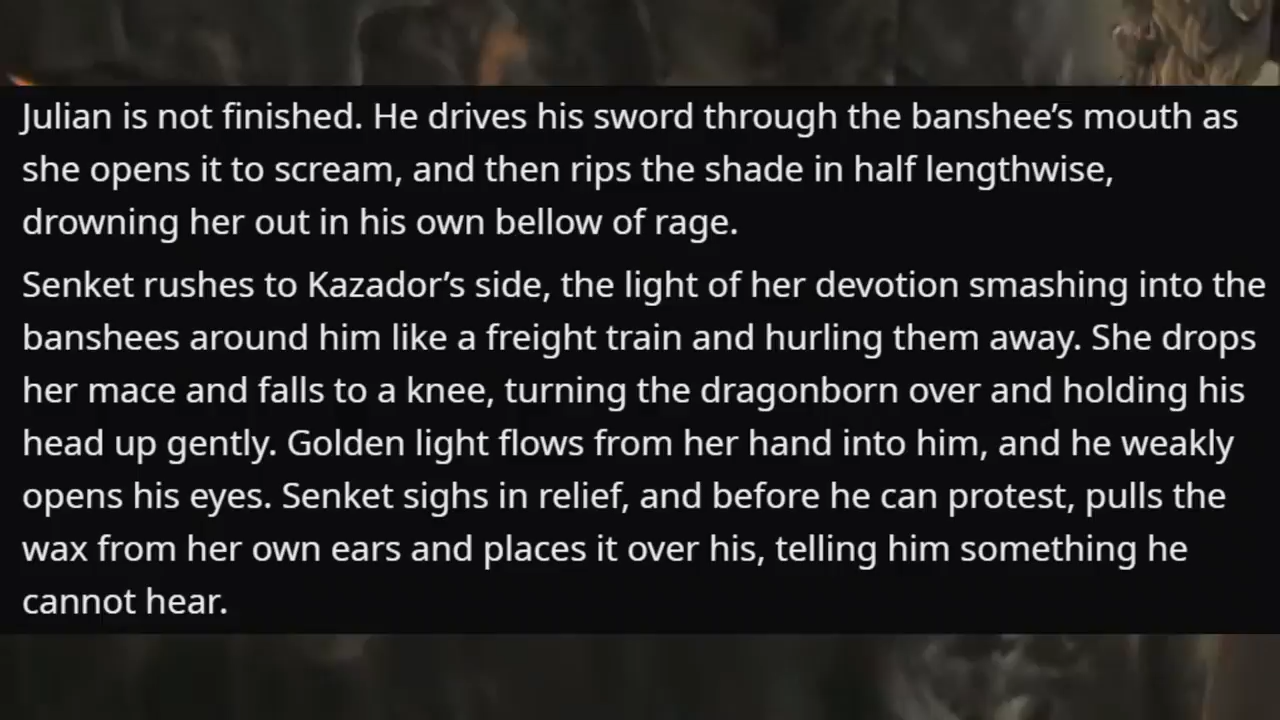 Julian is not finished. He drives his sword through the banshee’s mouth as
she opens it to scream, and then rips the shade in half lengthwise,
drowning her out in his own bellow of rage.
Senket rushes to Kazador’s side, the light of her devotion smashing into the
banshees around him like a freight train and hurling them away. She drops
her mace and falls to a knee, turning the dragonborn over and holding his
head up gently. Golden light flows from her hand into him, and he weakly
opens his eyes. Senket sighs in relief, and before he can protest, pulls the
wax from her own ears and places it over his, telling him something he
cannot hear.